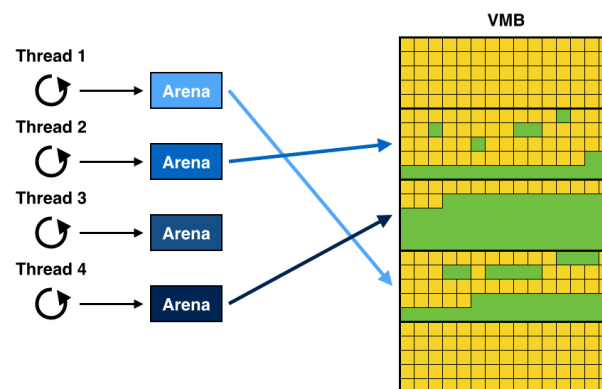 VMB
Thread 1
Arena
Thread 2
Arena
Thread 3
Arena
Thread 4
Arena